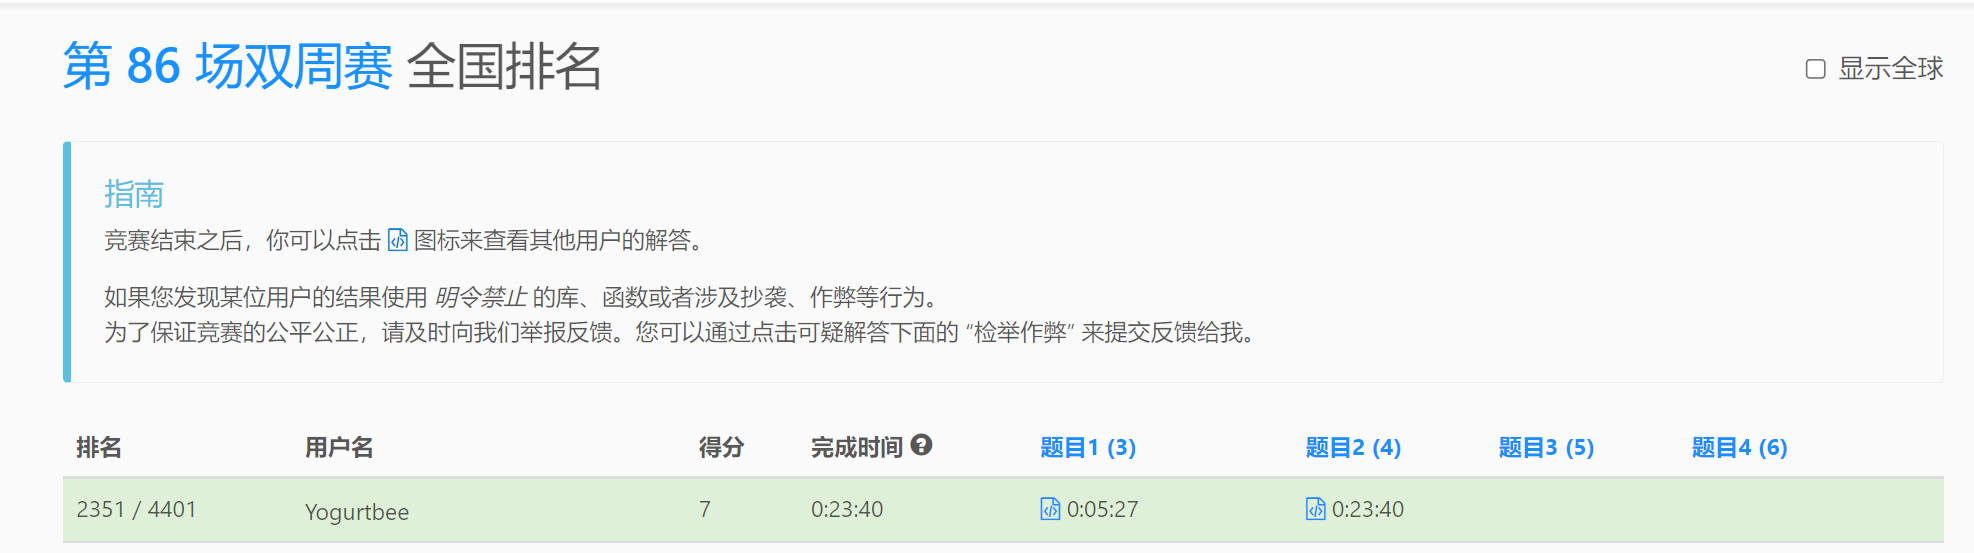 第 86 场双周赛 全国排名
显示全球
指南
竞赛结束之后，你可以点击 图标来查看其他用户的解答。
如果您发现某位用户的结果使用 明令禁止 的库、函数或者涉及抄袭、作弊等行为。
为了保证竞赛的公平公正，请及时向我们举报反馈。您可以通过点击可疑解答下面的 “检举作弊” 来提交反馈给我。
排名 用户名 得分 完成时间 题目1 (3) 题目2 (4) 题目3 (5) 题目4 (6)
2351 / 4401 Yogurtbee 7 0:23:40 0:05:27 0:23:40